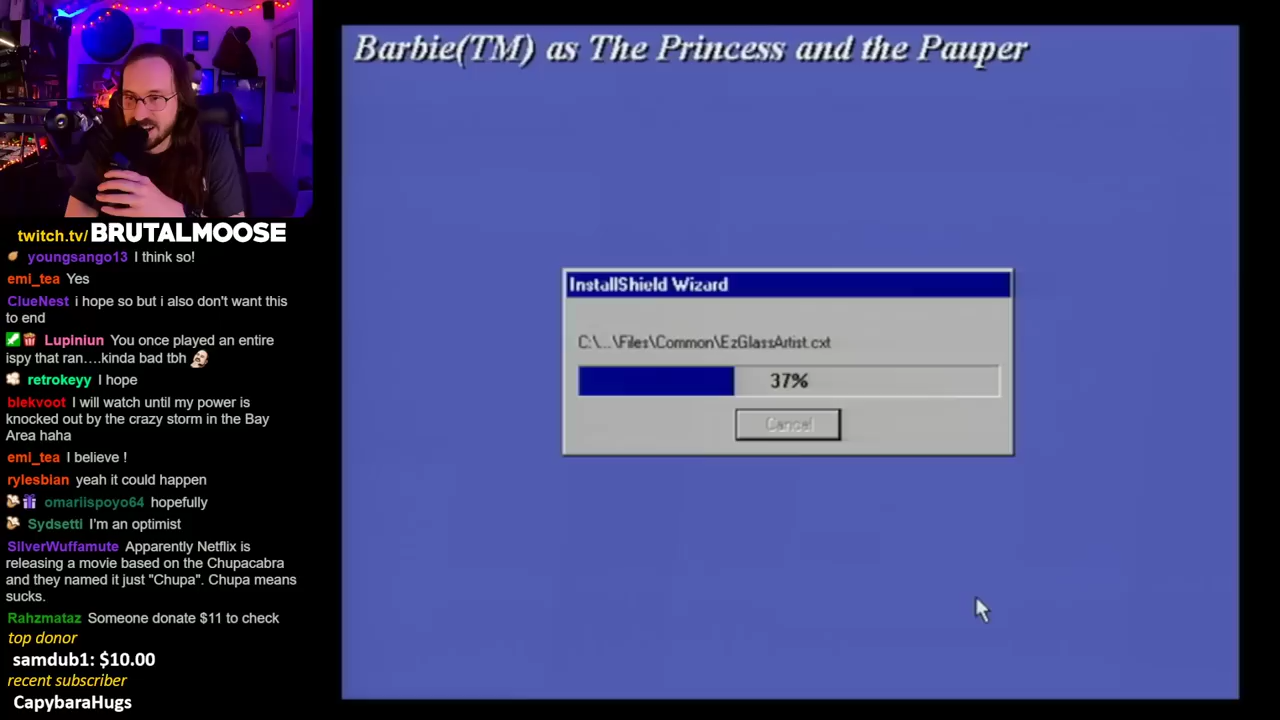 Barbie(TM) as The Princess and the Pauper
InstallShield Wizard
C:\...\Files\Common\EzGlassArtist.cxt
37%
Cancel
twitch.tv/BRUTALMOOSE
youngsango13 I think so!
emi_tea Yes
ClueNest i hope so but i also don't want this
to end
Lupiniun You once played an entire
ispy that ran....kinda bad tbh
retrokeyy I hope
blekvoot I will watch until my power is
knocked out by the crazy storm in the Bay
Area haha
emi_tea I believe !
rylesbian yeah it could happen
omariispoyo64 hopefully
Sydsetti I'm an optimist
SilverWuffamute Apparently Netflix is
releasing a movie based on the Chupacabra
and they named it just "Chupa". Chupa means
sucks.
Rahzmataz Someone donate $11 to check
top donor
samdub1: $10.00
recent subscriber
CapybaraHugs